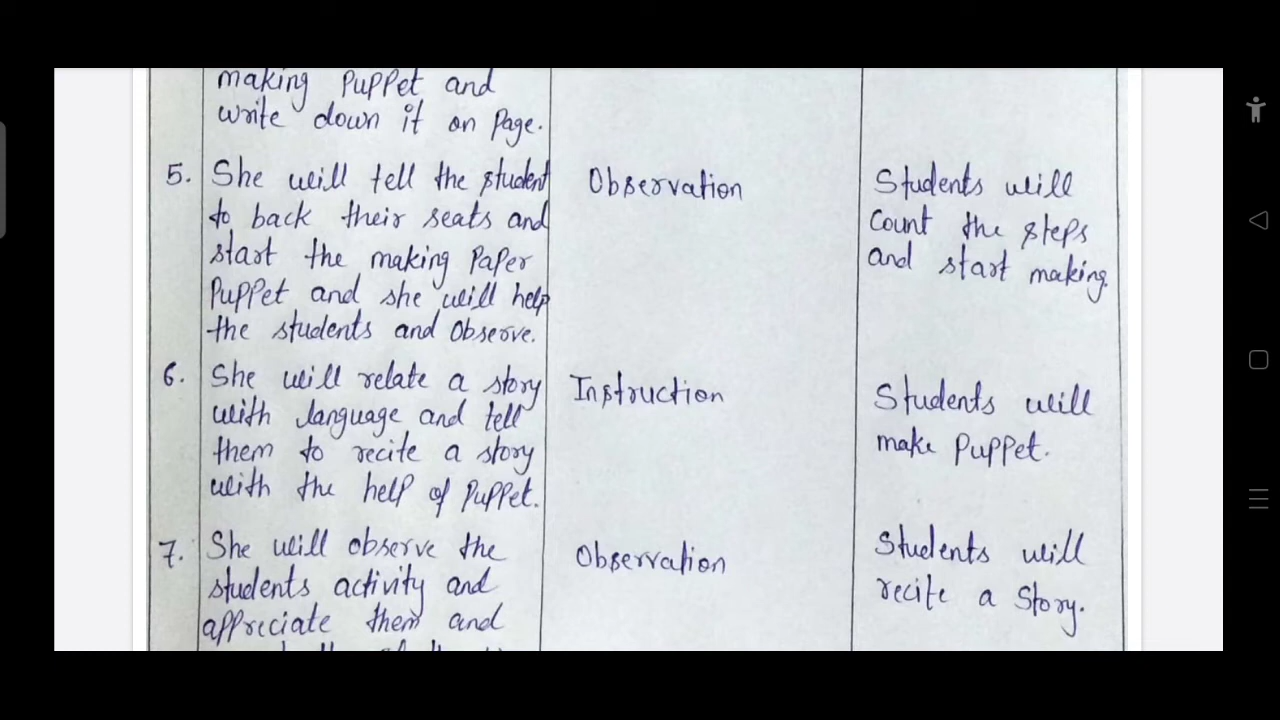 making Puppet and
write down it on Page.
5. She will tell the student
to back their seats and
start the making PaPer
PuPPet and she will help
the students and Observe.
Observation
Students will
Count the steps
and start making.
6. She will relate a story
with language and tell
them to recite a story
with the help of PuPPet.
Instruction
Students will
make Puppet.
7. She will observe the
students activity and
appreciate them and
Observation
Students will
recite a Story.